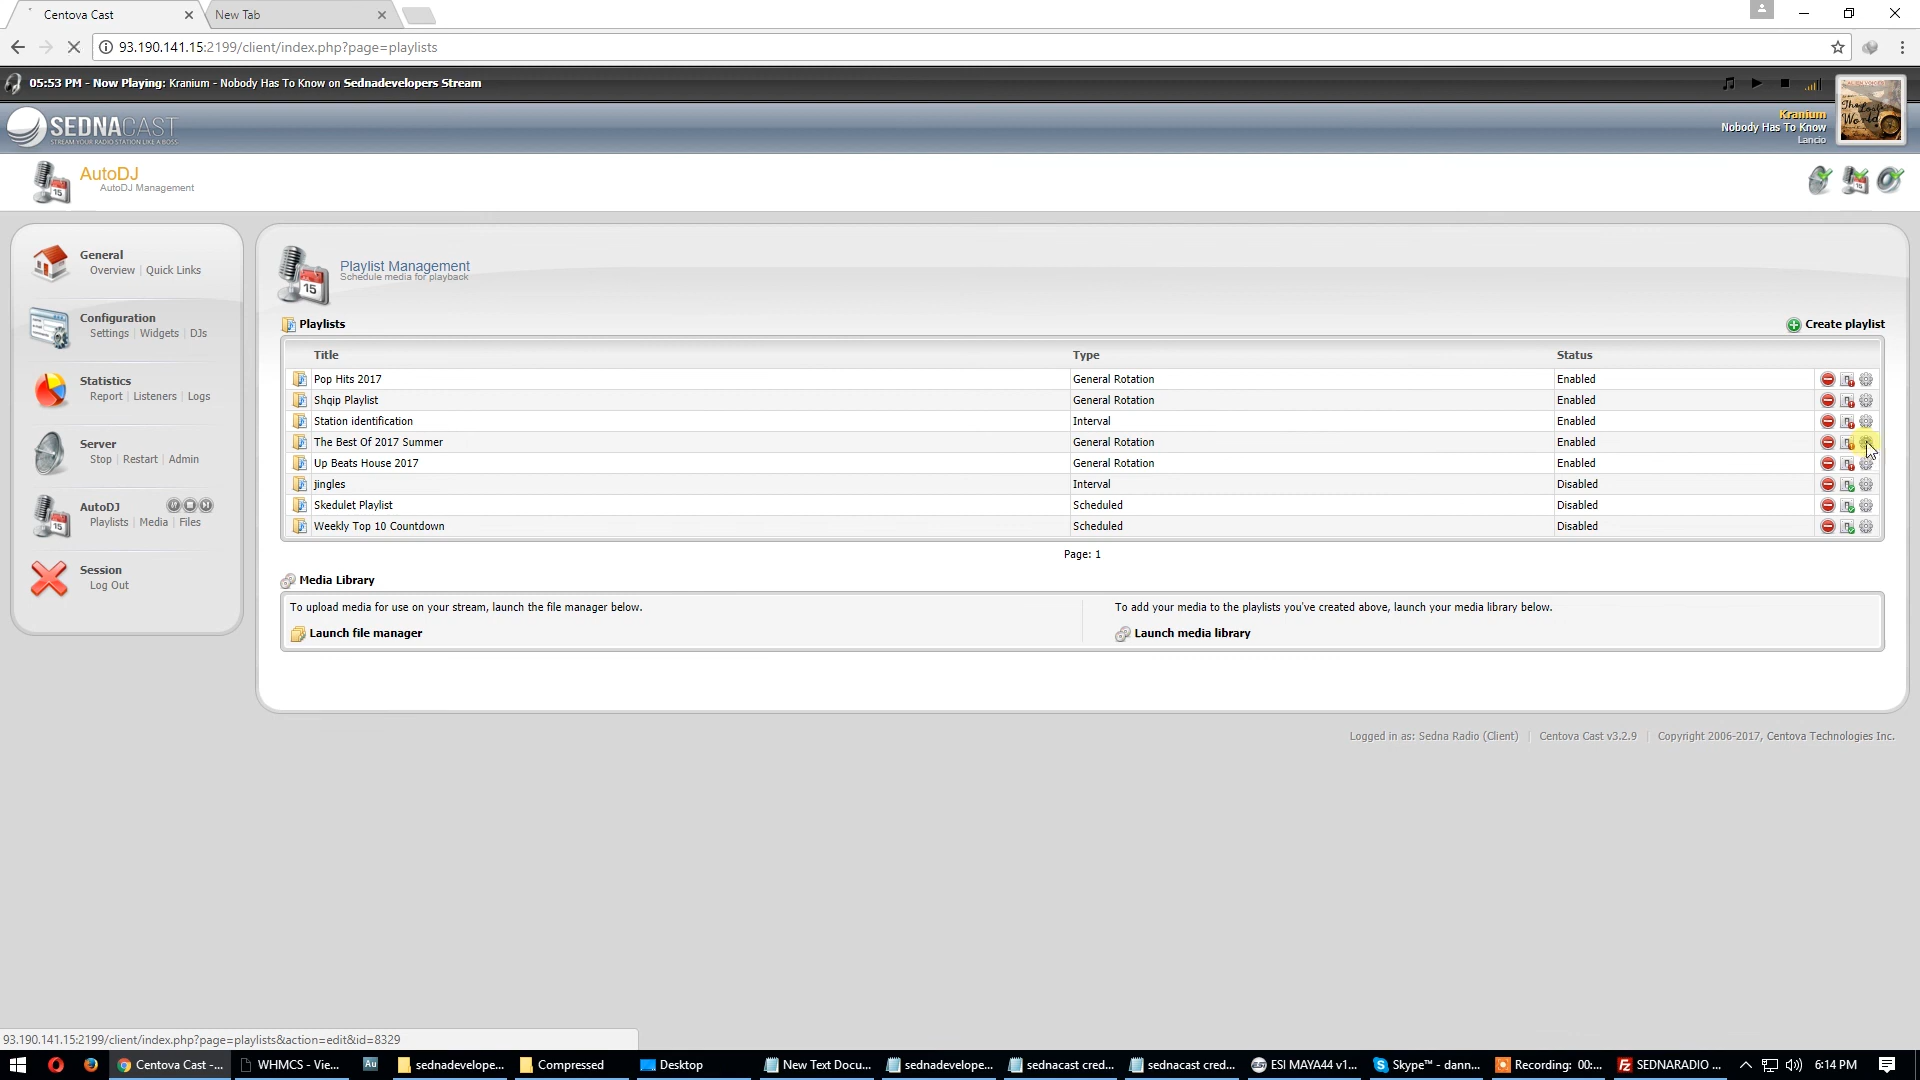 Centova Cast
New Tab
93.190.141.15:2199/client/index.php?page=playlists
05:53 PM - Now Playing: Kranium - Nobody Has To Know on Sednadevelopers Stream
Kranium
Nobody Has To Know
Lancio
SEDNACAST
STREAM YOUR RADIO STATION LIKE A BOSS
AutoDJ
AutoDJ Management
General
Overview | Quick Links
Configuration
Settings | Widgets | DJs
Statistics
Report | Listeners | Logs
Server
Stop | Restart | Admin
AutoDJ
Playlists | Media | Files
Session
Log Out
Playlist Management
Schedule media for playback
Playlists
Create playlist
Title Type Status
Pop Hits 2017 General Rotation Enabled
Shqip Playlist General Rotation Enabled
Station identification Interval Enabled
The Best Of 2017 Summer General Rotation Enabled
Up Beats House 2017 General Rotation Enabled
jingles Interval Disabled
Skedulet Playlist Scheduled Disabled
Weekly Top 10 Countdown Scheduled Disabled
Page: 1
Media Library
To upload media for use on your stream, launch the file manager below.
Launch file manager
To add your media to the playlists you've created above, launch your media library below.
Launch media library
Logged in as: Sedna Radio (Client) | Centova Cast v3.2.9 | Copyright 2006-2017, Centova Technologies Inc.
93.190.141.15:2199/client/index.php?page=playlists&action=edit&id=8329
Centova Cast -...
WHMCS - Vie...
Au
sednadevelope...
Compressed
Desktop
New Text Docu...
sednadevelope...
sednacast cred...
sednacast cred...
ESI MAYA44 v1...
Skype™ - dann...
Recording: 00:...
SEDNARADIO ...
6:14 PM